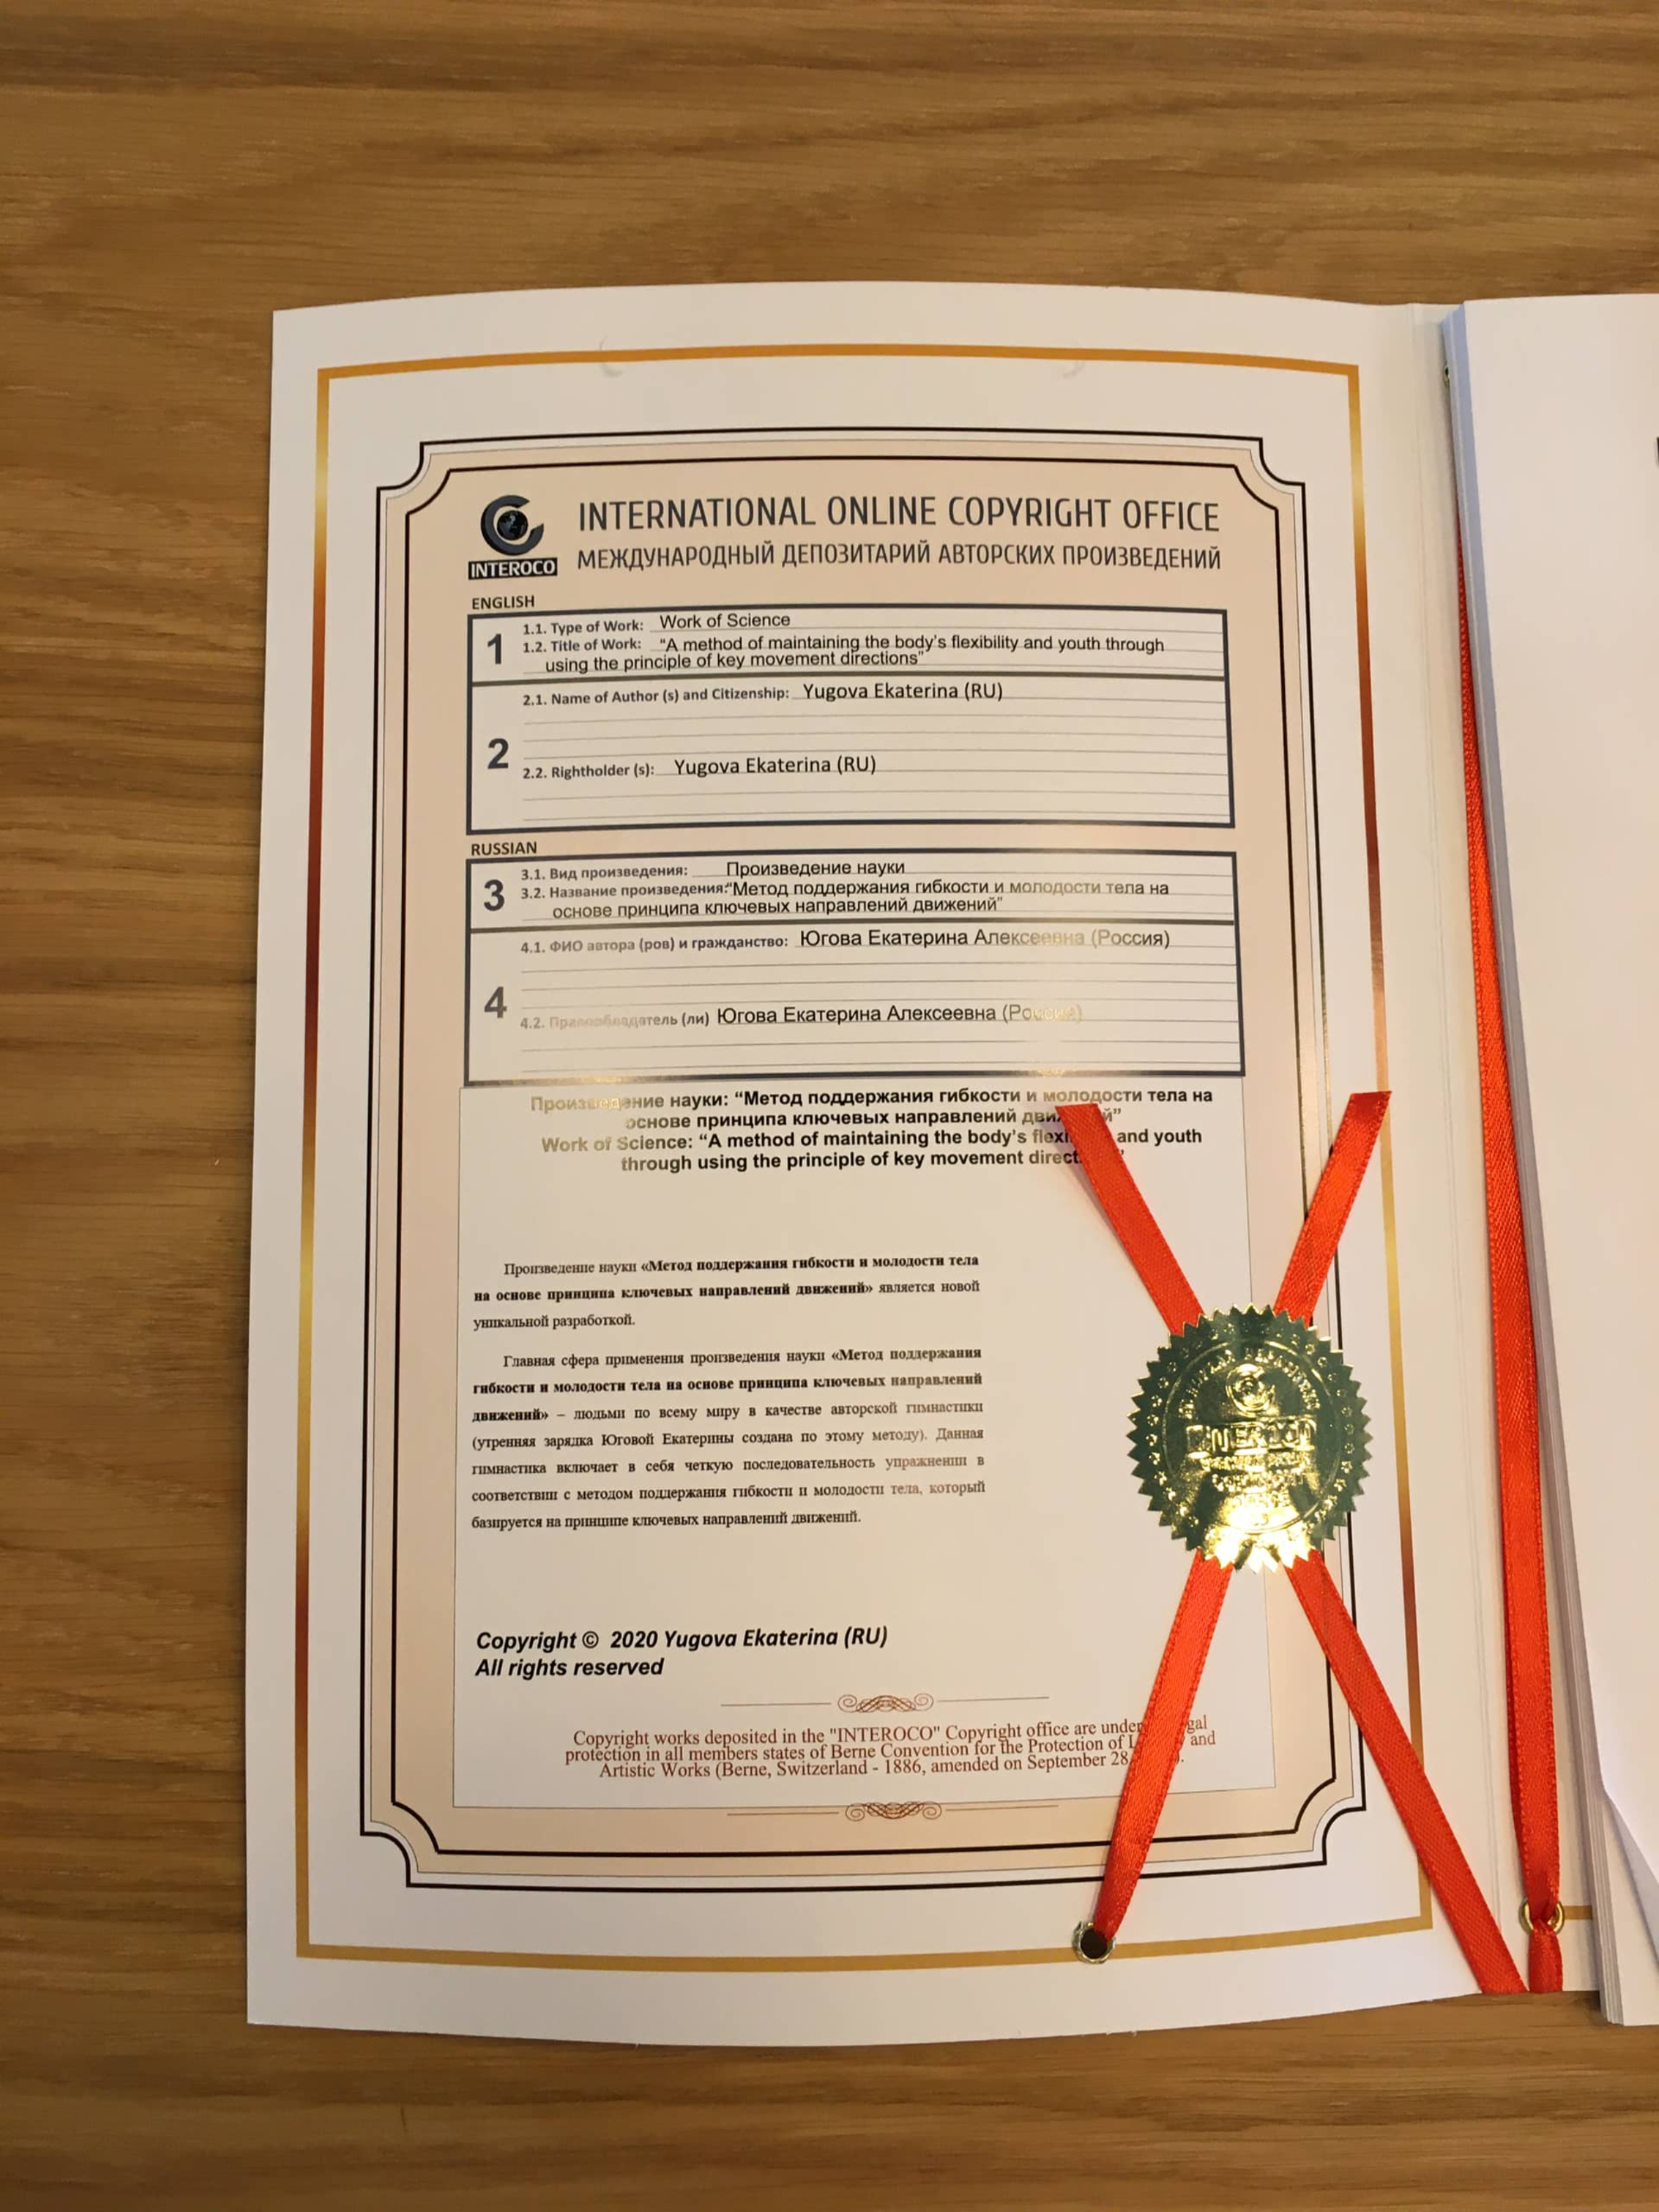 INTERNATIONAL ONLINE COPYRIGHT OFFICE
INTEROCO
МЕЖДУНАРОДНЫЙ ДЕПОЗИТАРИЙ АВТОРСКИХ ПРОИЗВЕДЕНИЙ
ENGLISH
1
1.1. Type of Work: Work of Science
1.2. Title of Work: “A method of maintaining the body’s flexibility and youth through
using the principle of key movement directions”
2
2.1. Name of Author (s) and Citizenship: Yugova Ekaterina (RU)
2.2. Rightholder (s): Yugova Ekaterina (RU)
RUSSIAN
3
3.1. Вид произведения: Произведение науки
3.2. Название произведения: “Метод поддержания гибкости и молодости тела на
основе принципа ключевых направлений движений”
4
4.1. ФИО автора (ров) и гражданство: Югова Екатерина Алексеевна (Россия)
4.2. Правообладатель (ли) Югова Екатерина Алексеевна (Россия)
Произведение науки: “Метод поддержания гибкости и молодости тела на
основе принципа ключевых направлений
Work of Science: “A method of maintaining the body’s and youth
through using the principle of key movement
Произведение науки «Метод поддержания гибкости и молодости тела
на основе принципа ключевых направлений движений» является новой
уникальной разработкой.
Главная сфера применения произведения науки «Метод поддержания
гибкости и молодости тела на основе принципа ключевых направлений
движений» – людьми по всему миру в качестве авторской гимнастики
(утренняя зарядка Юговой Екатерины создана по этому методу). Данная
гимнастика включает в себя четкую последовательность упражнений в
соответствии с методом поддержания гибкости и молодости тела, который
базируется на принципе ключевых направлений движений.
Copyright © 2020 Yugova Ekaterina (RU)
All rights reserved
Copyright works deposited in the "INTEROCO" Copyright office are under
protection in all members states of Berne Convention for the Protection of and
Artistic Works (Berne, Switzerland - 1886, amended on September 28